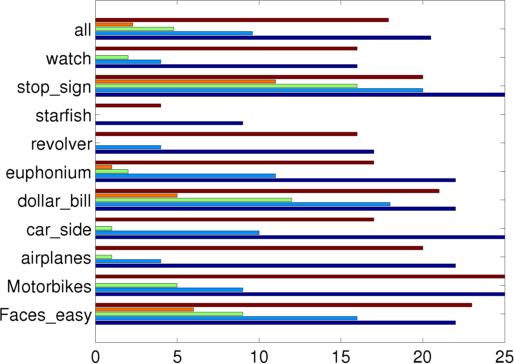 all
watch
stop_sign
starfish
revolver
euphonium
dollar_bill
car_side
airplanes
Motorbikes
Faces_easy
0 5 10 15 20 25